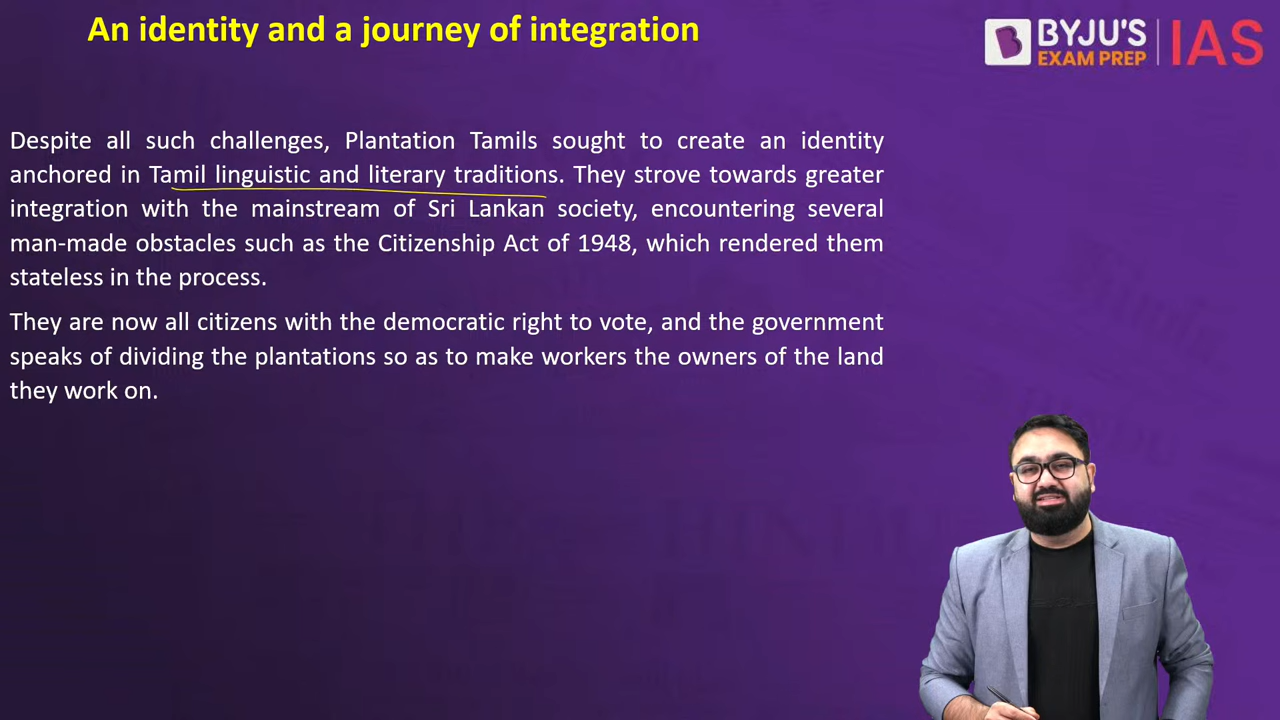 An identity and a journey of integration
BYJU'S
EXAM PREP
IAS
Despite all such challenges, Plantation Tamils sought to create an identity
anchored in Tamil linguistic and literary traditions. They strove towards greater
integration with the mainstream of Sri Lankan society, encountering several
man-made obstacles such as the Citizenship Act of 1948, which rendered them
stateless in the process.
They are now all citizens with the democratic right to vote, and the government
speaks of dividing the plantations so as to make workers the owners of the land
they work on.